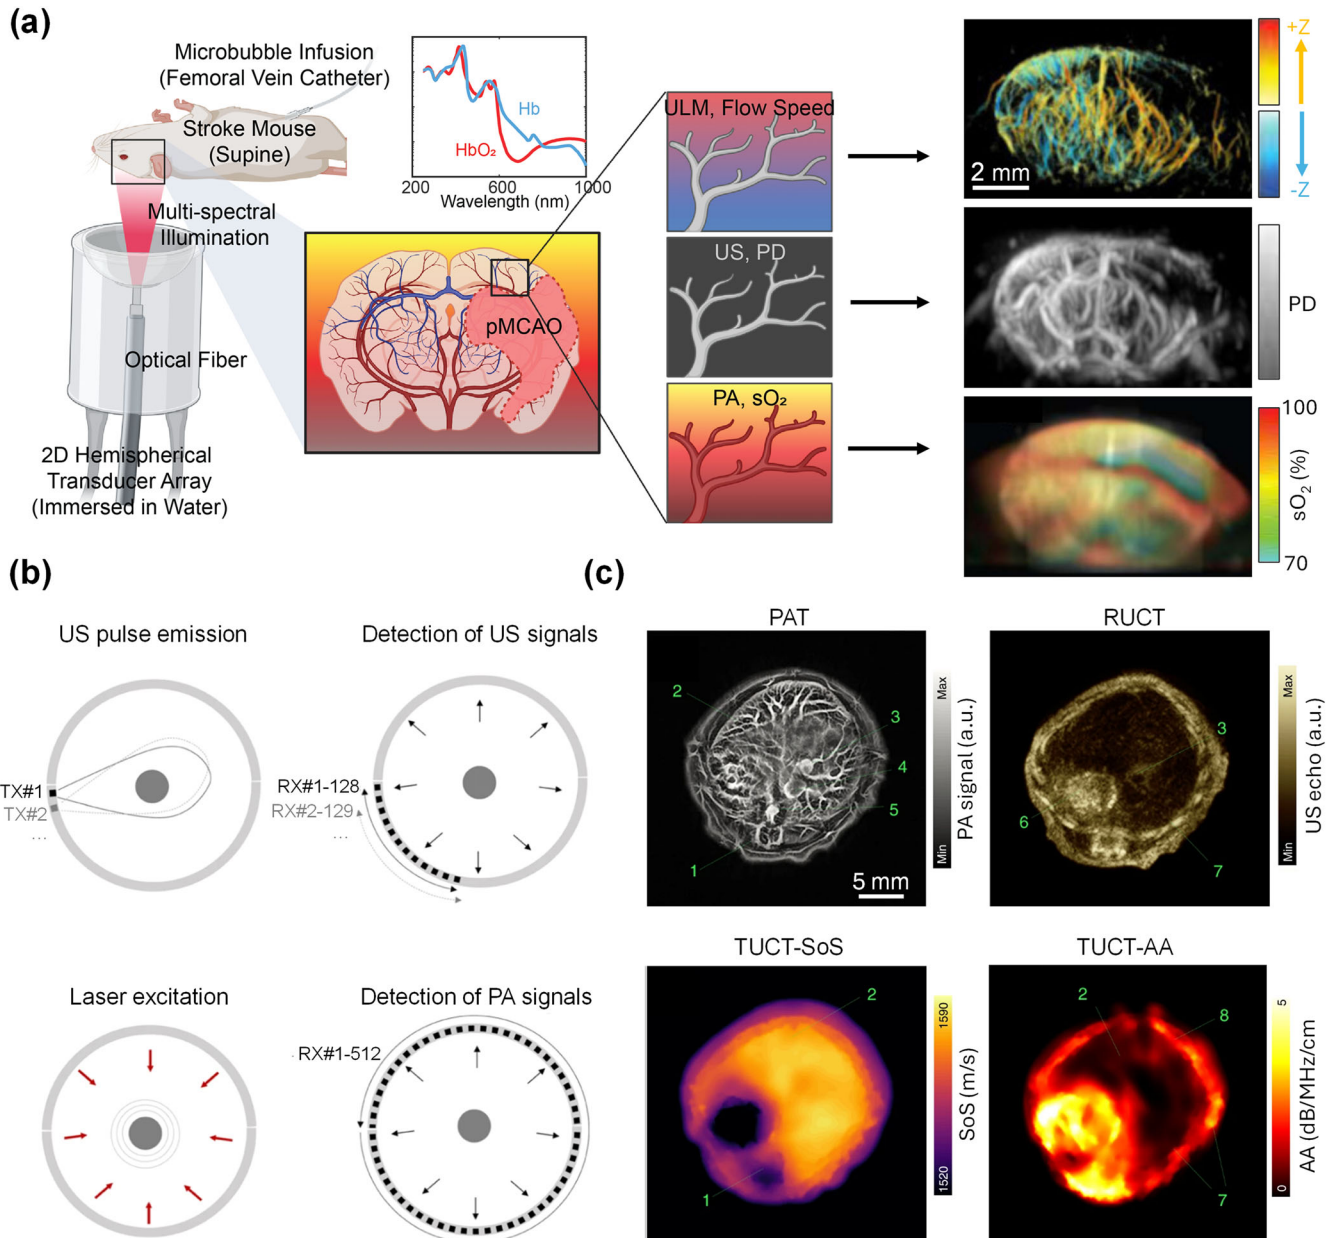 (a)
Microbubble Infusion
(Femoral Vein Catheter)
Stroke Mouse
(Supine)
Multi-spectral
Illumination
Optical Fiber
2D Hemispherical
Transducer Array
(Immersed in Water)
Hb
HbO₂
200
600
1000
Wavelength (nm)
pMCAO
ULM, Flow Speed
US, PD
PA, sO₂
2 mm
+Z
-Z
PD
100
sO₂ (%)
70
(b)
US pulse emission
Detection of US signals
TX#1
TX#2
...
RX#1-128
RX#2-129
...
Laser excitation
Detection of PA signals
RX#1-512
(c)
PAT
2
3
4
5
1
5 mm
Max
PA signal (a.u.)
Min
RUCT
3
6
7
Max
US echo (a.u.)
Min
TUCT-SoS
2
1
1590
SoS (m/s)
1520
TUCT-AA
2
8
7
5
AA (dB/MHz/cm)
0